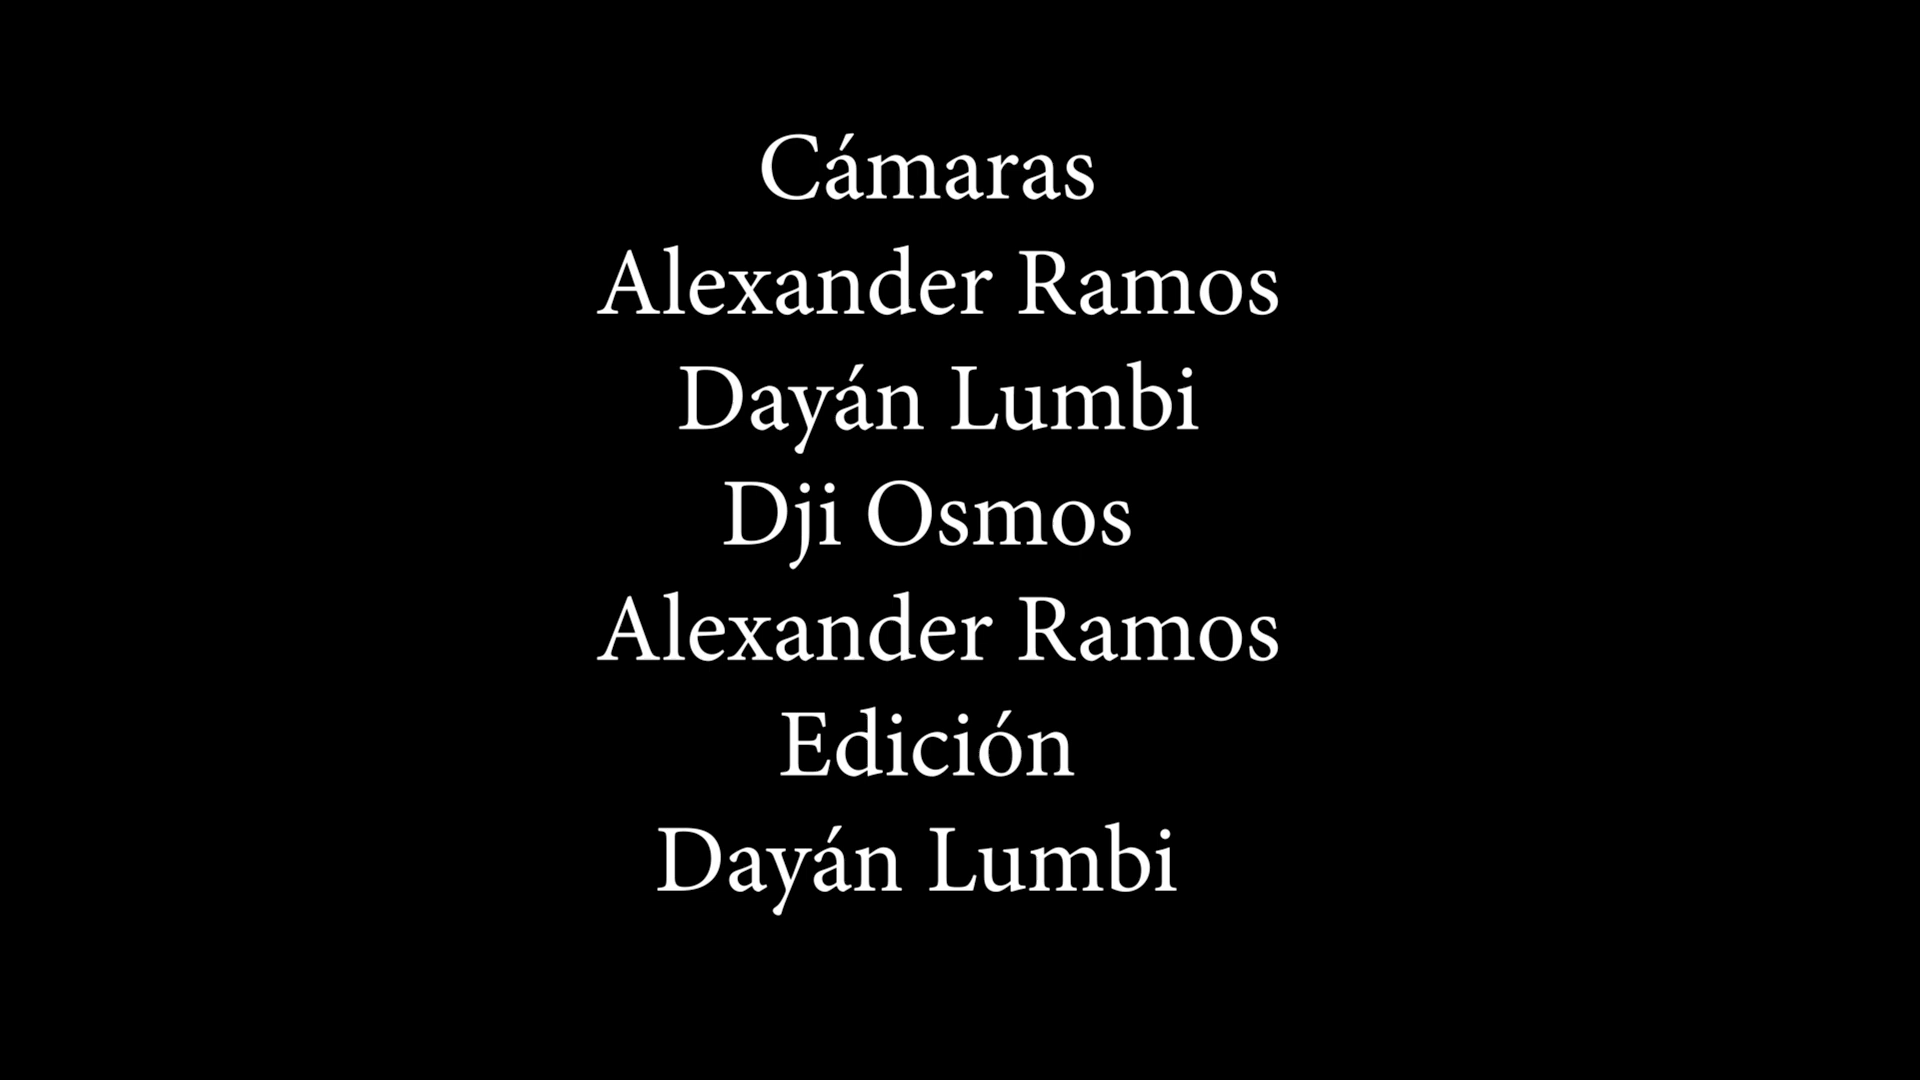 Cámaras
Alexander Ramos
Dayán Lumbi
Dji Osmos
Alexander Ramos
Edición
Dayán Lumbi